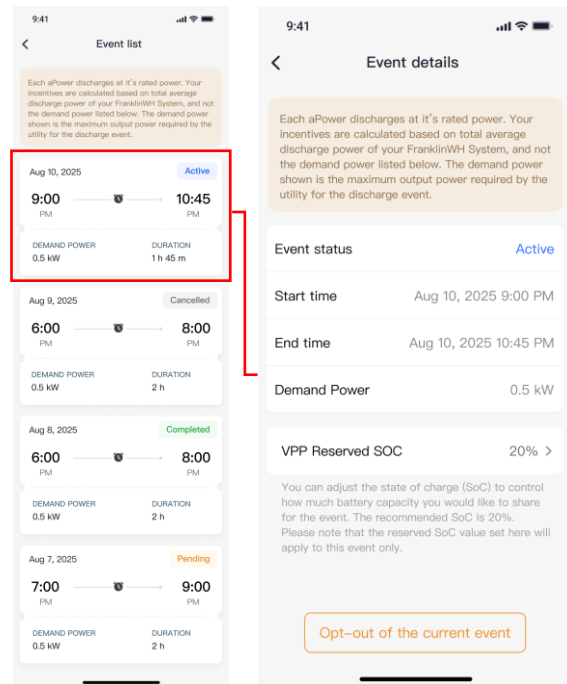 9:41
Event list
Each aPower discharges at it's rated power. Your
incentives are calculated based on total average
discharge power of your FranklinWH System, and not
the demand power listed below. The demand power
shown is the maximum output power required by the
utility for the discharge event.
Aug 10, 2025
Active
9:00
10:45
PM
PM
DEMAND POWER
DURATION
0.5 kW
1 h 45 m
Aug 9, 2025
Cancelled
6:00
8:00
PM
PM
DEMAND POWER
DURATION
0.5 kW
2 h
Aug 8, 2025
Completed
6:00
8:00
PM
PM
DEMAND POWER
DURATION
0.5 kW
2 h
Aug 7, 2025
Pending
7:00
9:00
PM
PM
DEMAND POWER
DURATION
0.5 kW
2 h
9:41
Event details
Each aPower discharges at it's rated power. Your
incentives are calculated based on total average
discharge power of your FranklinWH System, and not
the demand power listed below. The demand power
shown is the maximum output power required by the
utility for the discharge event.
Event status
Active
Start time
Aug 10, 2025 9:00 PM
End time
Aug 10, 2025 10:45 PM
Demand Power
0.5 kW
VPP Reserved SOC
20% >
You can adjust the state of charge (SoC) to control
how much battery capacity you would like to share
for the event. The recommended SoC is 20%.
Please note that the reserved SoC value set here will
apply to this event only.
Opt-out of the current event